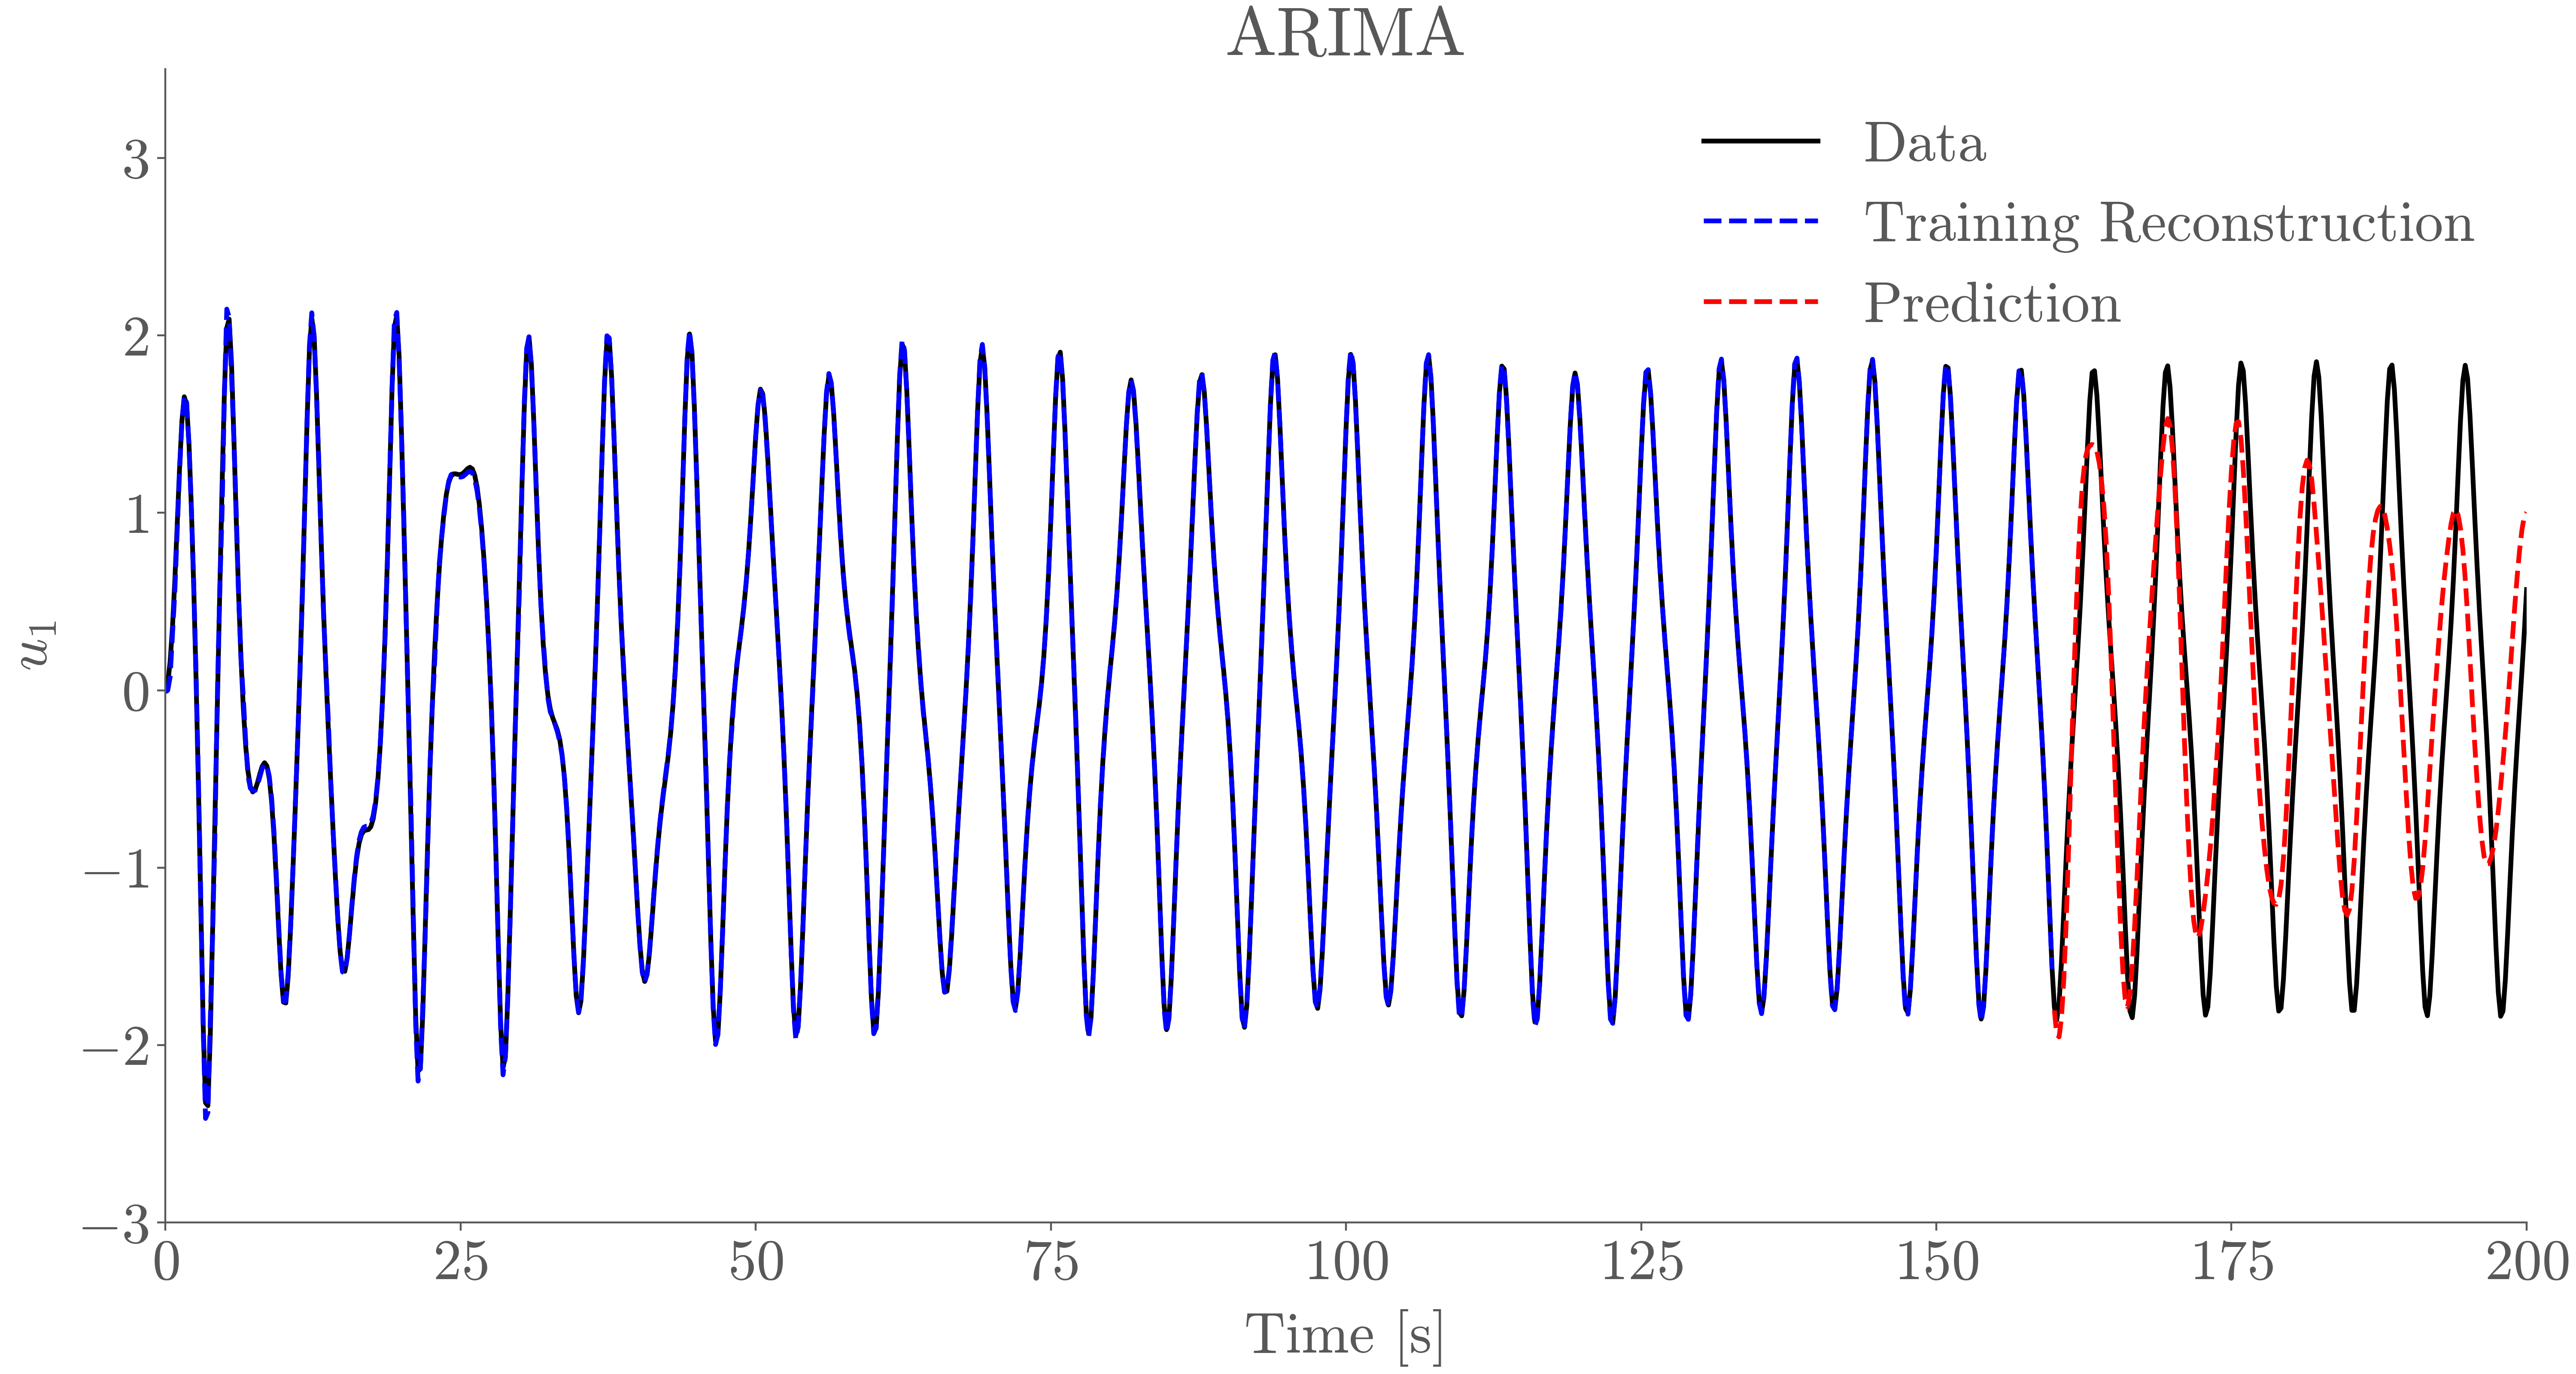 ARIMA
Data
Training Reconstruction
Prediction
3
2
1
0
−1
−2
−3
u₁
0 25 50 75 100 125 150 175 200
Time [s]